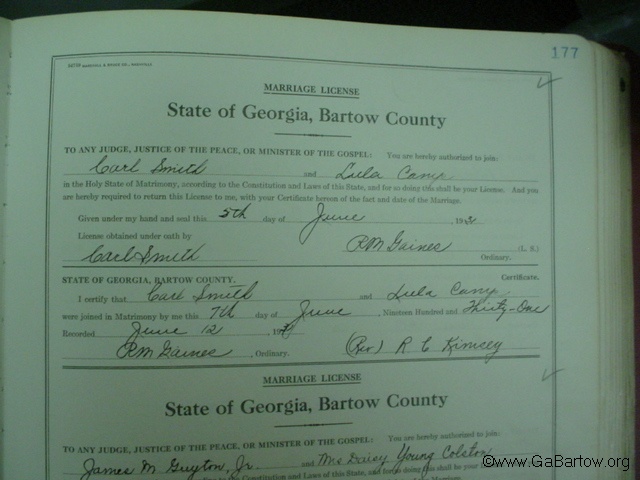 177
MARRIAGE LICENSE
State of Georgia, Bartow County
TO ANY JUDGE, JUSTICE OF THE PEACE, OR MINISTER OF THE GOSPEL: You are hereby authorized to join:
Carl Smith and Lula Camp
in the Holy State of Matrimony, according to the Constitution and Laws of this State, and for so doing this shall be your License. And you
are hereby required to return this License to me, with your Certificate hereon of the fact and date of the Marriage.
Given under my hand and seal this 5th day of June, 1931
License obtained under oath by
Carl Smith RM Gaines (L. S.)
Ordinary.
STATE OF GEORGIA, BARTOW COUNTY. Certificate.
I certify that Carl Smith and Lula Camp
were joined in Matrimony by me this 7th day of June, Nineteen Hundred and Thirty-One
Recorded June 12, 19
RM Gaines, Ordinary. (Rev) R C Kimsey
MARRIAGE LICENSE
State of Georgia, Bartow County
TO ANY JUDGE, JUSTICE OF THE PEACE, OR MINISTER OF THE GOSPEL: You are hereby authorized to join:
James M Guyton, Jr. and Mrs Daisy Young Colston
©www.GaBartow.org